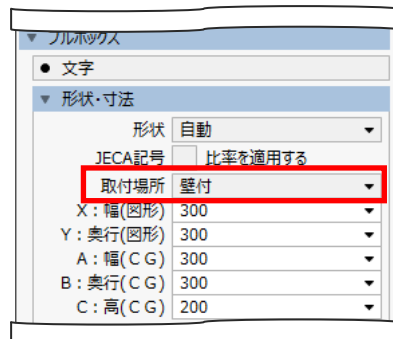 プルボックス
文字
形状・寸法
形状 自動
JECA記号 比率を適用する
取付場所 壁付
X：幅(図形) 300
Y：奥行(図形) 300
A：幅(ＣＧ) 300
B：奥行(ＣＧ) 300
C：高(ＣＧ) 200